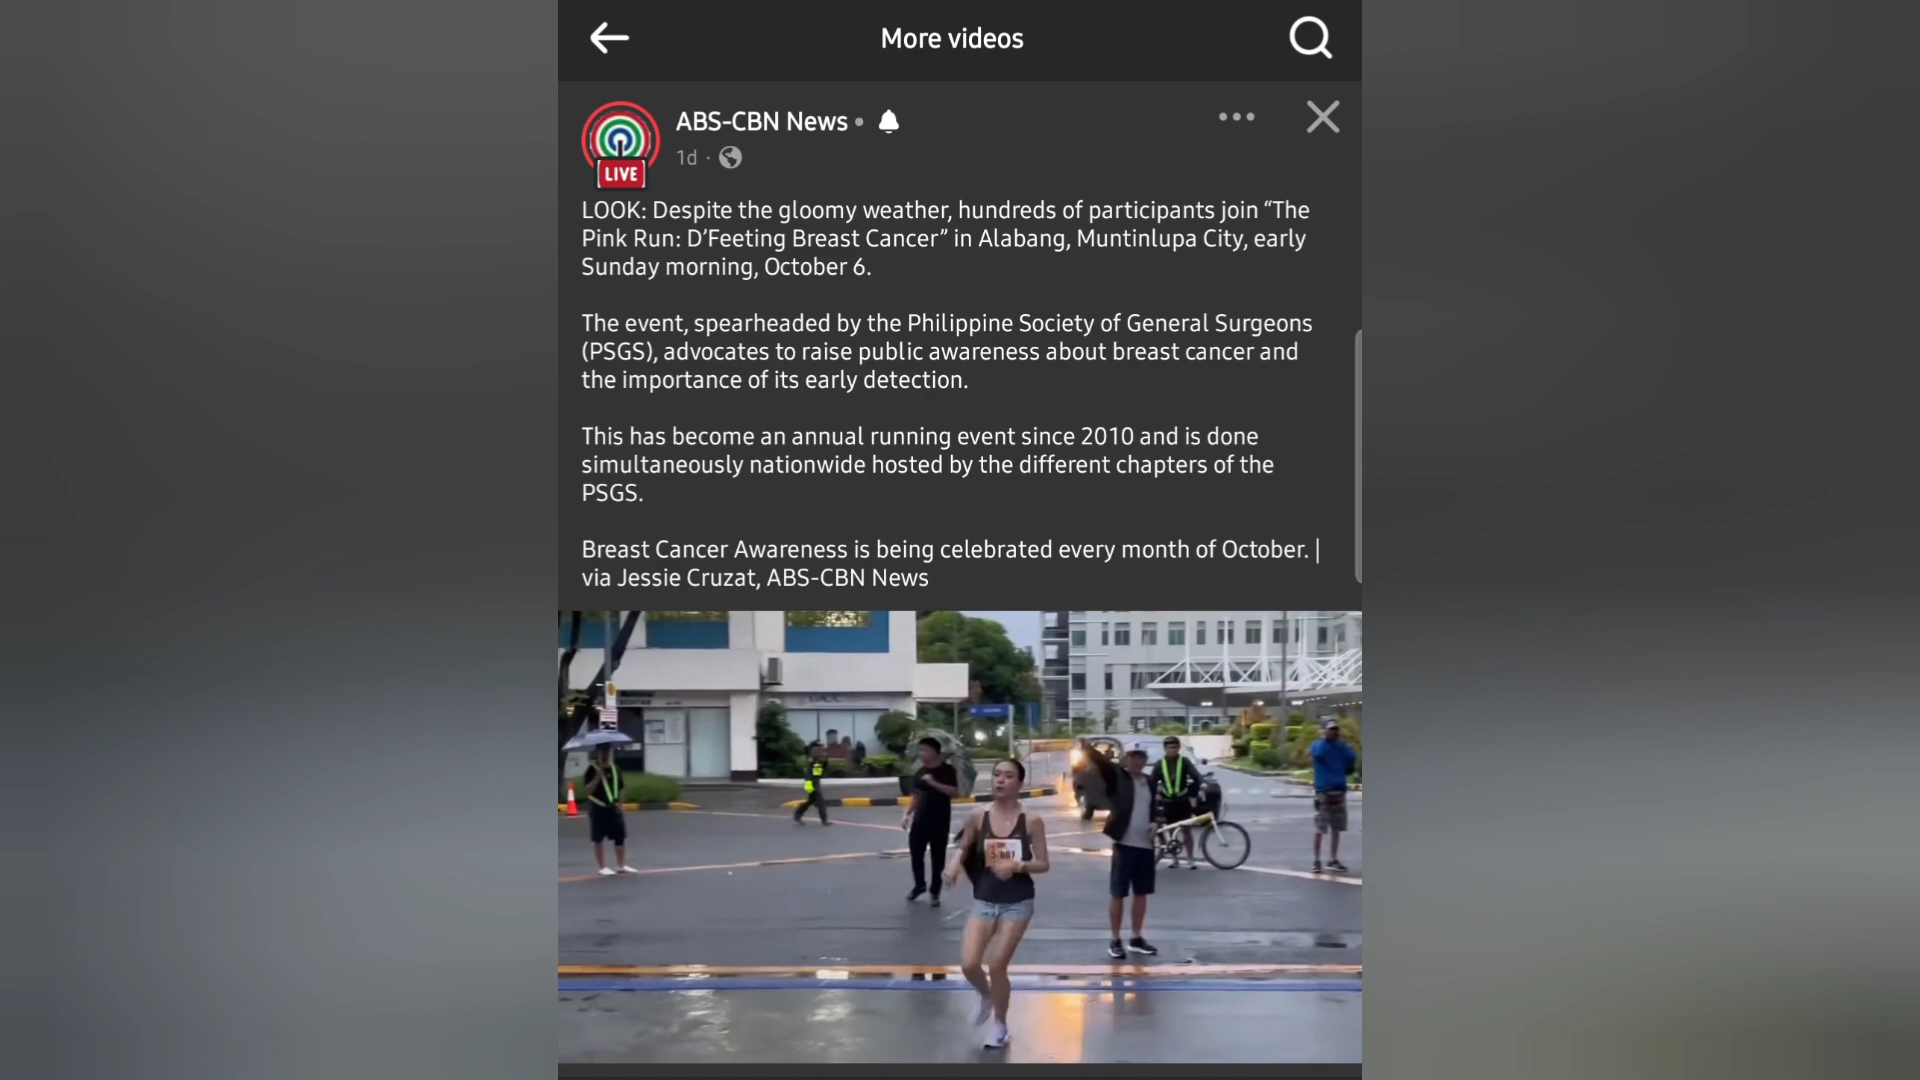 More videos
ABS-CBN News •
LIVE
1d ·
LOOK: Despite the gloomy weather, hundreds of participants join “The
Pink Run: D’Feeting Breast Cancer” in Alabang, Muntinlupa City, early
Sunday morning, October 6.
The event, spearheaded by the Philippine Society of General Surgeons
(PSGS), advocates to raise public awareness about breast cancer and
the importance of its early detection.
This has become an annual running event since 2010 and is done
simultaneously nationwide hosted by the different chapters of the
PSGS.
Breast Cancer Awareness is being celebrated every month of October. |
via Jessie Cruzat, ABS-CBN News